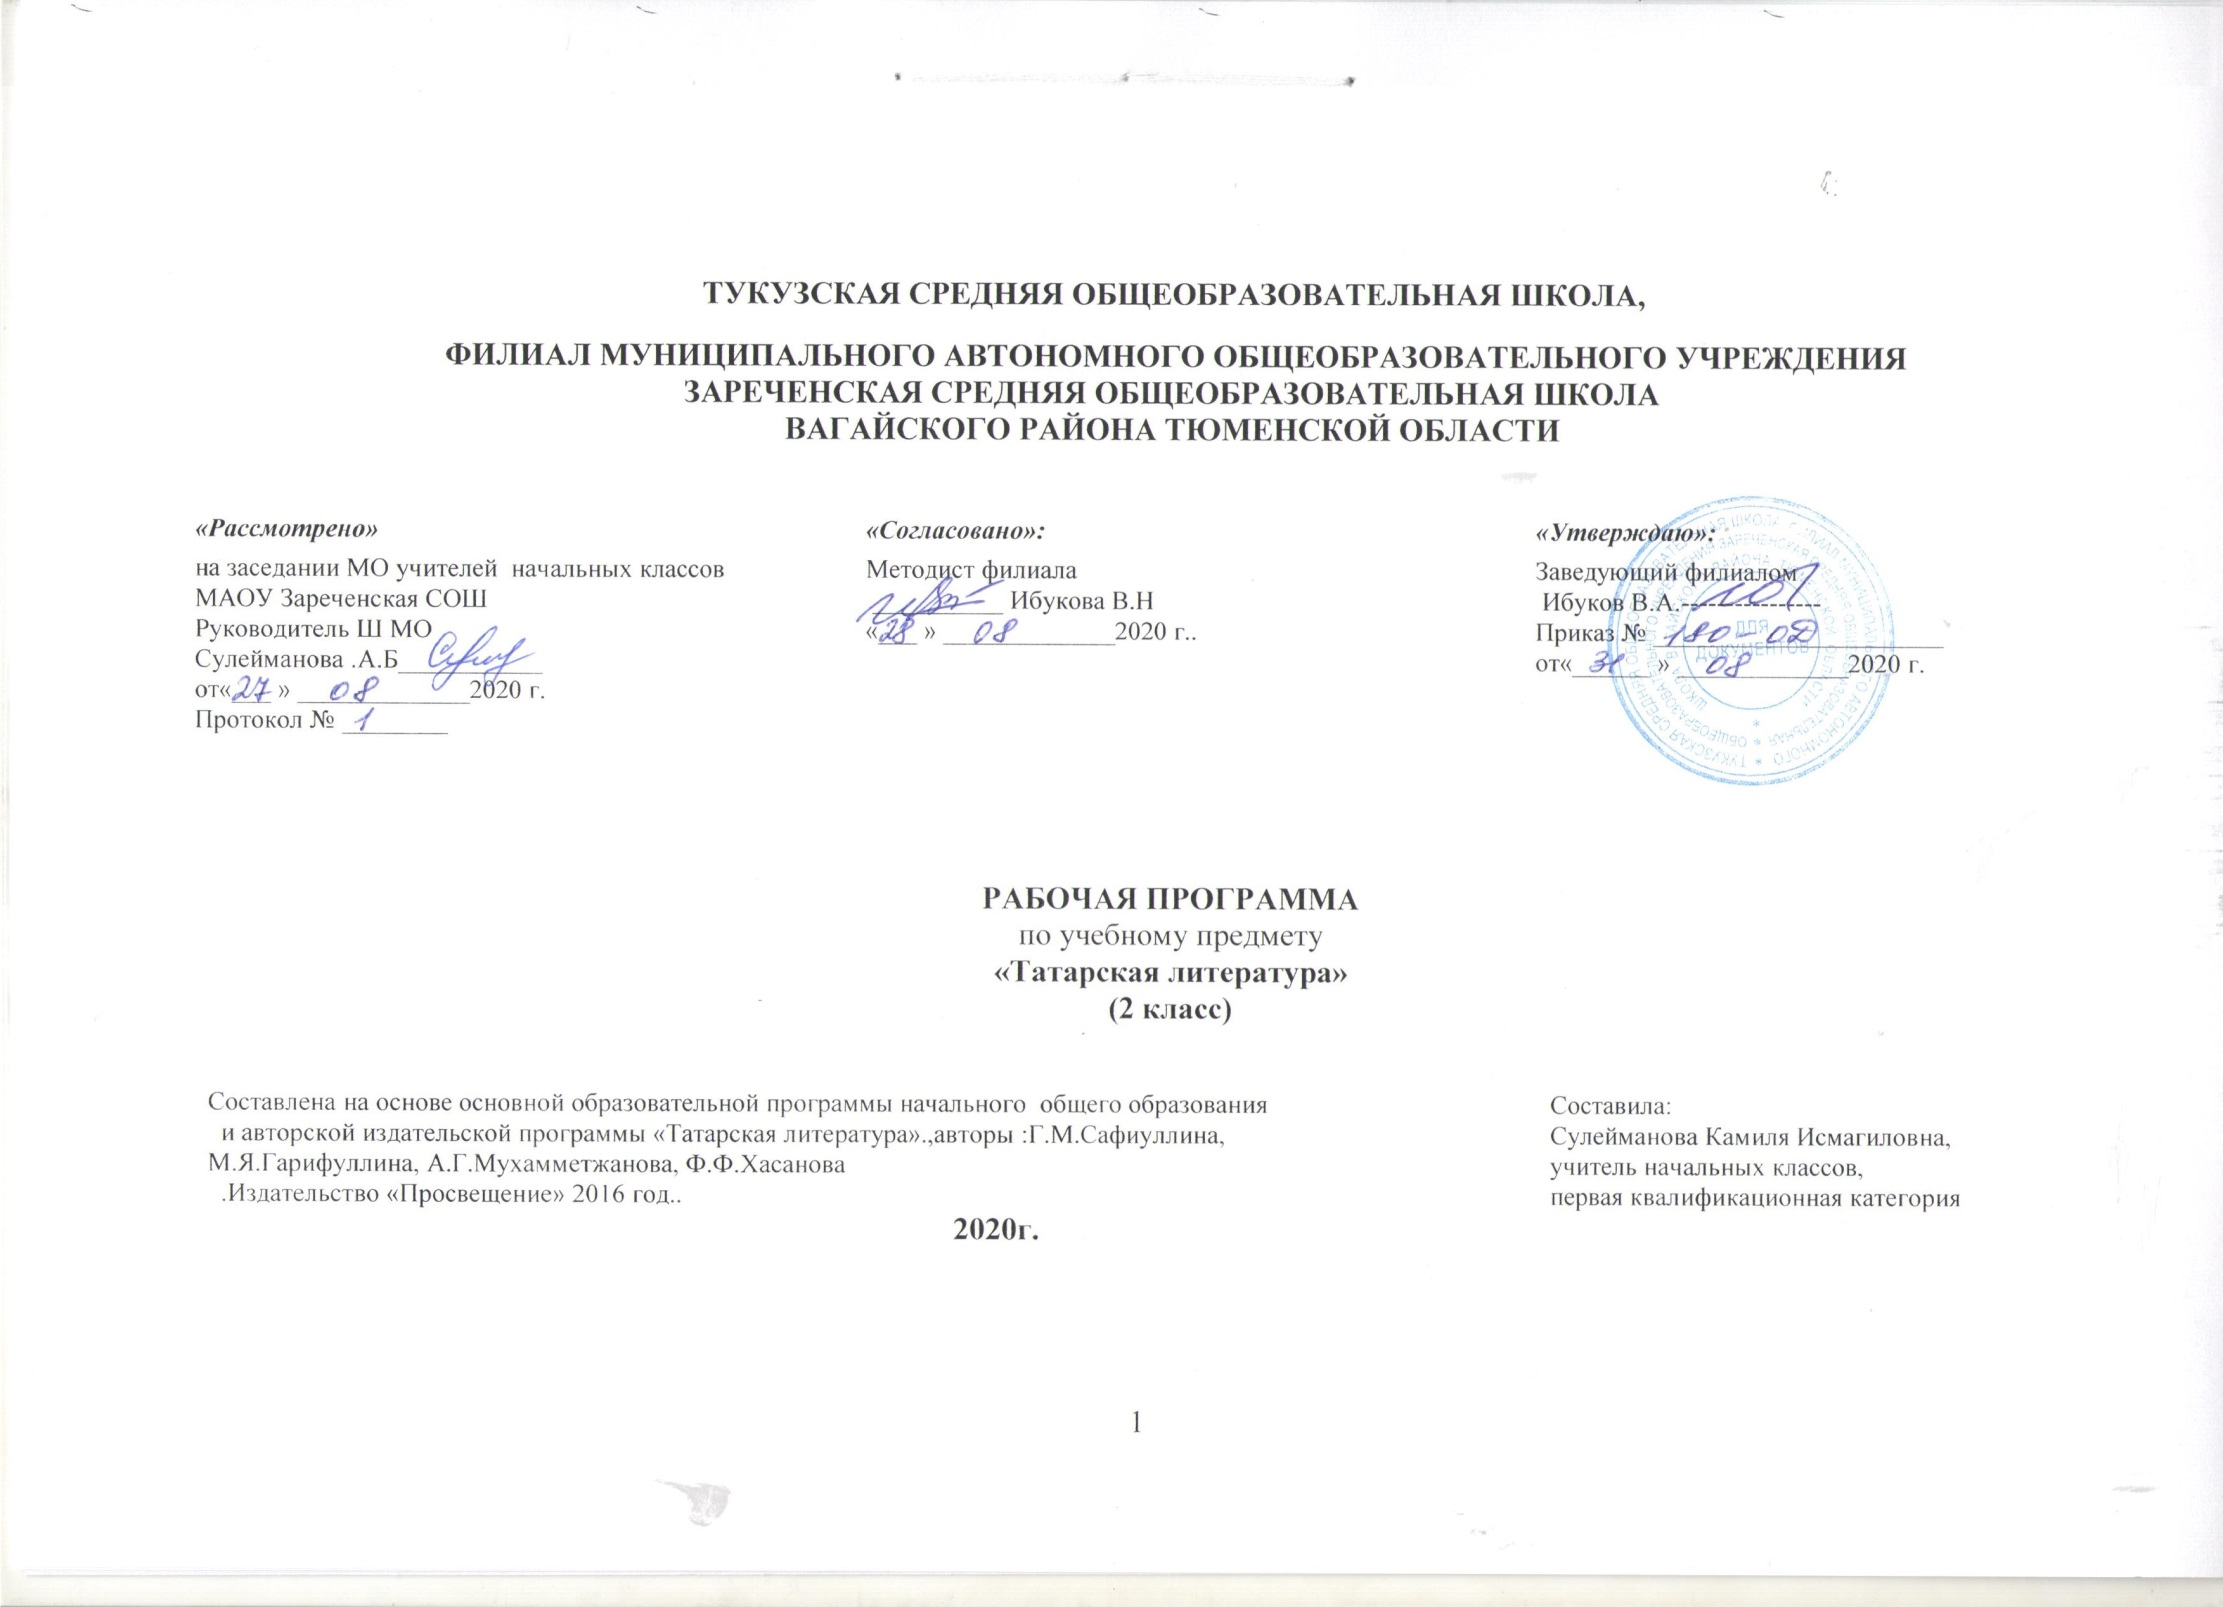 ТУКУЗСКАЯ СРЕДНЯЯ ОБЩЕОБРАЗОВАТЕЛЬНАЯ ШКОЛА,
ФИЛИАЛ МУНИЦИПАЛЬНОГО АВТОНОМНОГО ОБЩЕОБРАЗОВАТЕЛЬНОГО УЧРЕЖДЕНИЯ
ЗАРЕЧЕНСКАЯ СРЕДНЯЯ ОБЩЕОБРАЗОВАТЕЛЬНАЯ ШКОЛА
ВАГАЙСКОГО РАЙОНА ТЮМЕНСКОЙ ОБЛАСТИ
«Рассмотрено»
на заседании МО учителей начальных классов
МАОУ Зареченская СОШ
Руководитель Ш МО
Сулейманова .А.Б____________
от«27 » 08 2020 г.
Протокол № 1
«Согласовано»:
Методист филиала
__________ Ибукова В.Н
«28 » 08 2020 г..
«Утверждаю»:
Заведующий филиалом
Ибуков В.А.-----------------
Приказ № 180-ОД
от« 31 » 08 2020 г.
ДЛЯ
ДОКУМЕНТОВ
РАБОЧАЯ ПРОГРАММА
по учебному предмету
«Татарская литература»
(2 класс)
Составлена на основе основной образовательной программы начального общего образования
и авторской издательской программы «Татарская литература».,авторы :Г.М.Сафиуллина,
М.Я.Гарифуллина, А.Г.Мухамметжанова, Ф.Ф.Хасанова
.Издательство «Просвещение» 2016 год..
Составила:
Сулейманова Камиля Исмагиловна,
учитель начальных классов,
первая квалификационная категория
2020г.
1